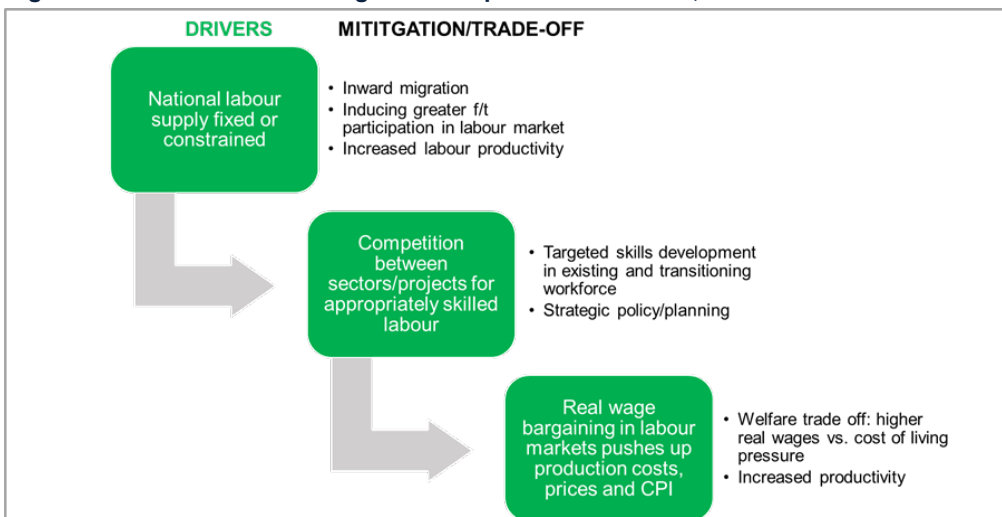 DRIVERS MITITGATION/TRADE-OFF
National labour
supply fixed or
constrained
• Inward migration
• Inducing greater f/t
participation in labour market
• Increased labour productivity
Competition
between
sectors/projects for
appropriately skilled
labour
• Targeted skills development
in existing and transitioning
workforce
• Strategic policy/planning
Real wage
bargaining in labour
markets pushes up
production costs,
prices and CPI
• Welfare trade off: higher
real wages vs. cost of living
pressure
• Increased productivity